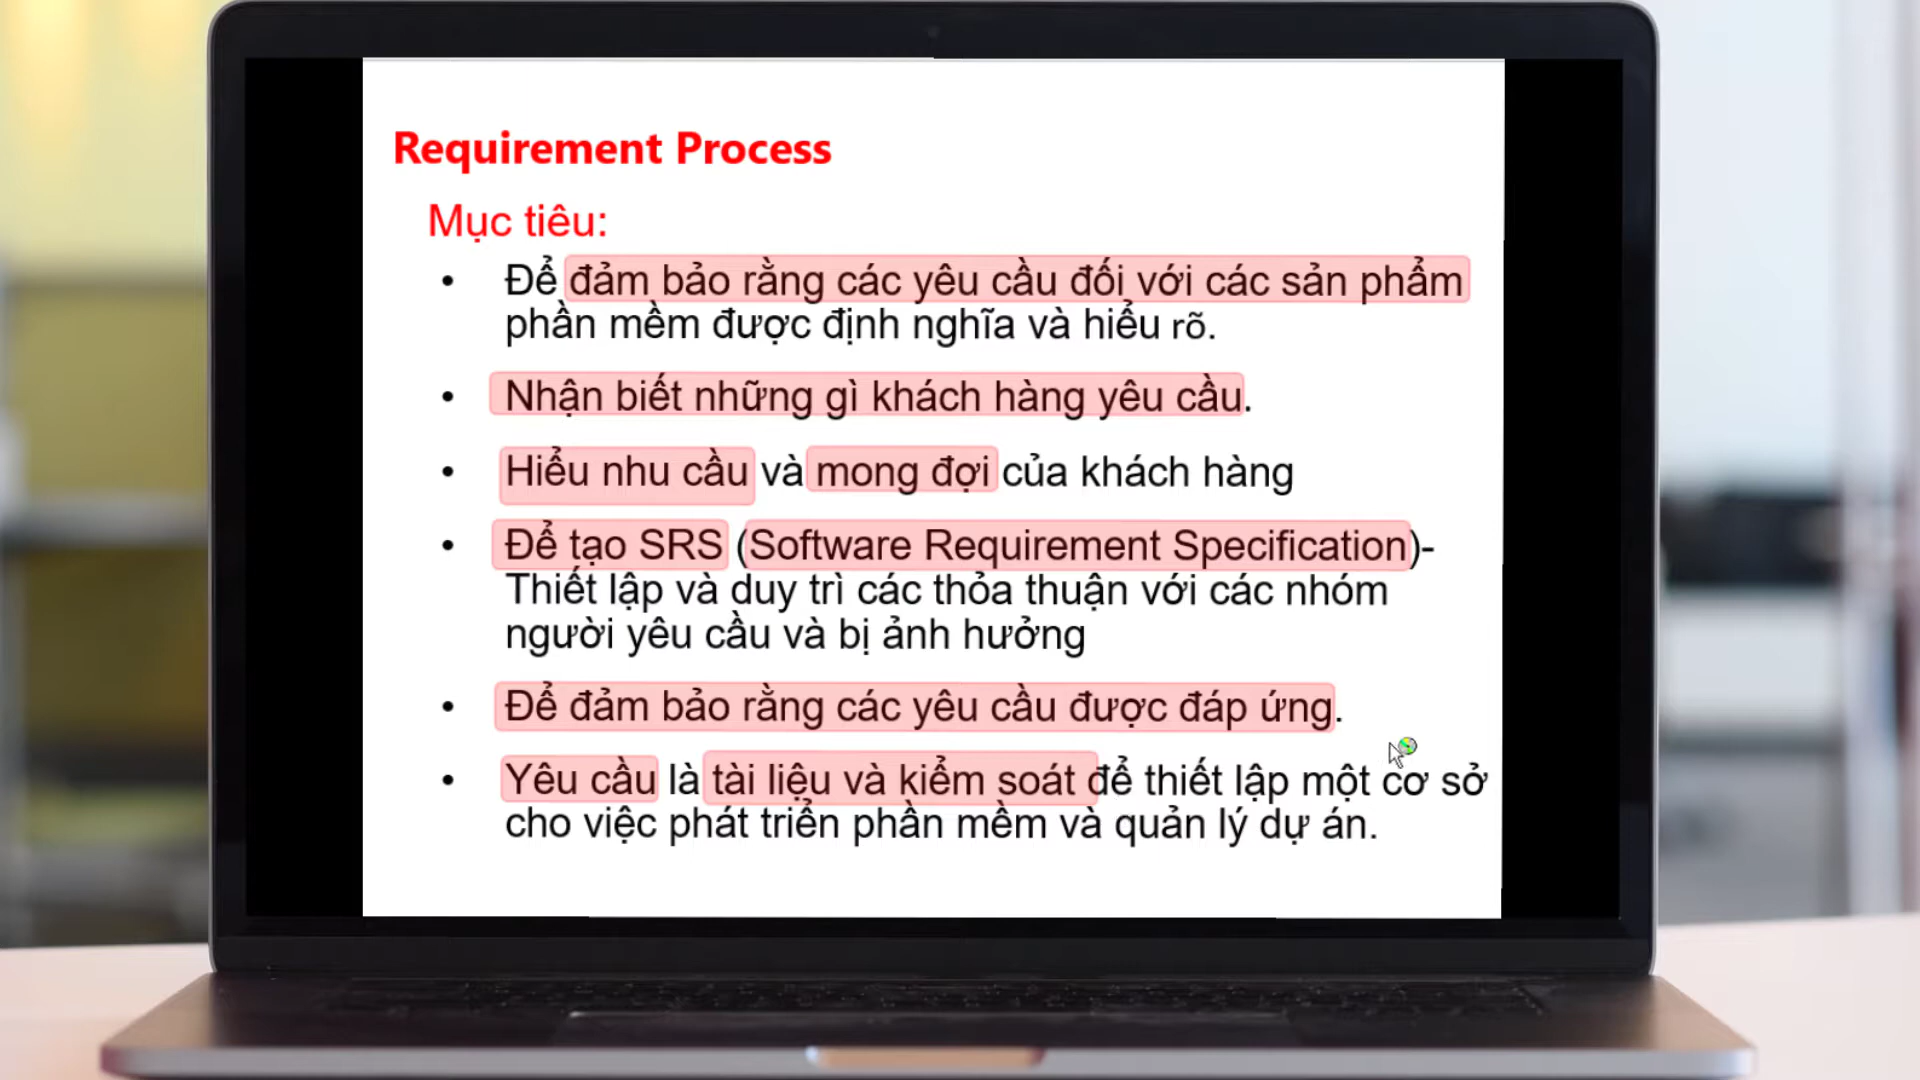 Requirement Process
Mục tiêu:
• Để đảm bảo rằng các yêu cầu đối với các sản phẩm
phần mềm được định nghĩa và hiểu rõ.
• Nhận biết những gì khách hàng yêu cầu.
• Hiểu nhu cầu và mong đợi của khách hàng
• Để tạo SRS (Software Requirement Specification)-
Thiết lập và duy trì các thỏa thuận với các nhóm
người yêu cầu và bị ảnh hưởng
• Để đảm bảo rằng các yêu cầu được đáp ứng.
• Yêu cầu là tài liệu và kiểm soát để thiết lập một cơ sở
cho việc phát triển phần mềm và quản lý dự án.